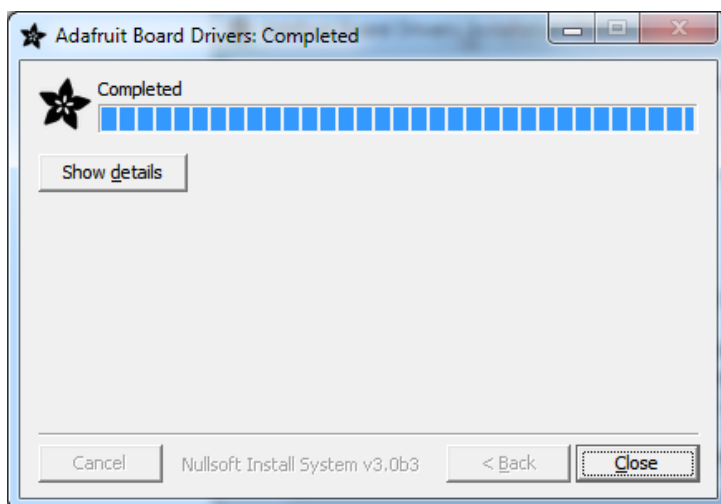 Adafruit Board Drivers: Completed
Completed
Show details
Cancel
Nullsoft Install System v3.0b3
< Back
Close